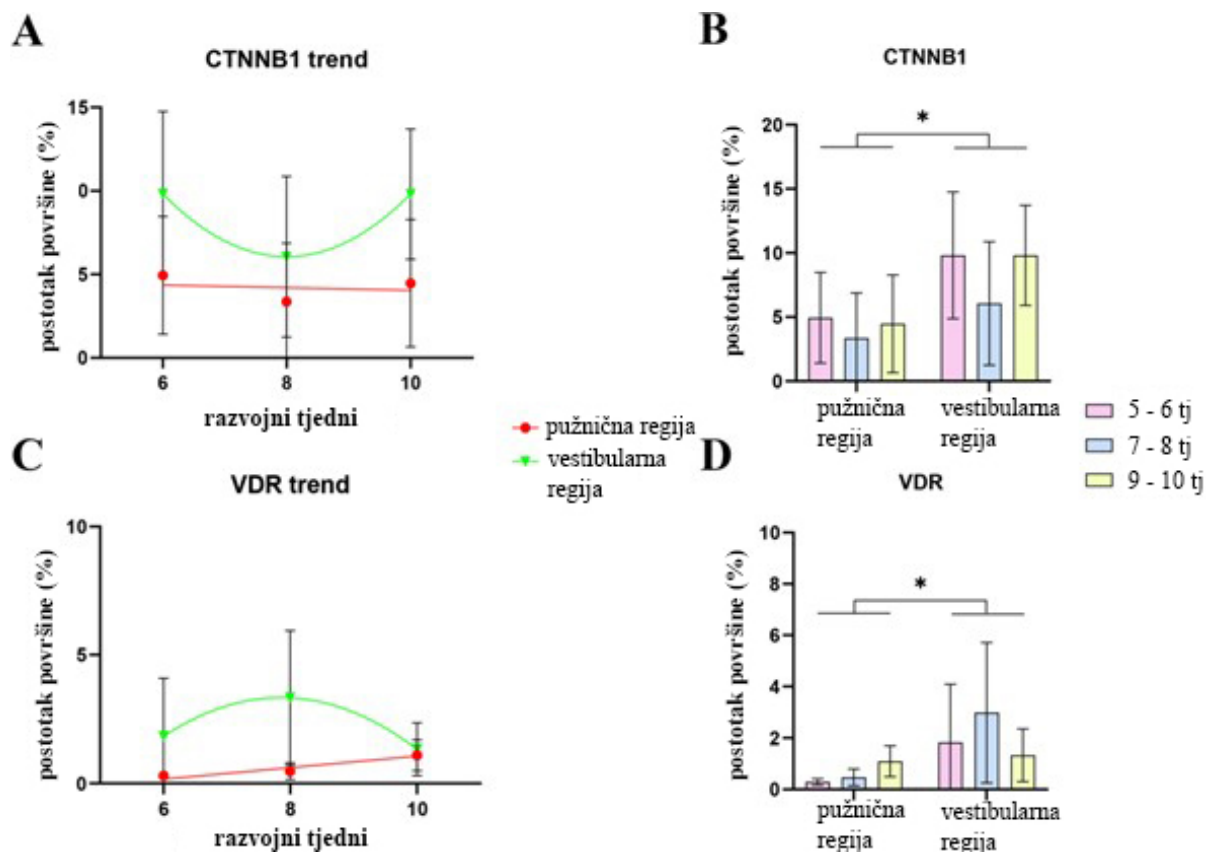 A
CTNNB1 trend
postotak površine (%)
15
0
5
0
6
8
10
razvojni tjedni
B
CTNNB1
*
postotak površine (%)
20
15
10
5
0
pužnična
regija
vestibularna
regija
pužnična regija
vestibularna
regija
5 - 6 tj
7 - 8 tj
9 - 10 tj
C
VDR trend
postotak površine (%)
10
5
0
6
8
10
razvojni tjedni
D
VDR
*
postotak površine (%)
10
8
6
4
2
0
pužnična
regija
vestibularna
regija